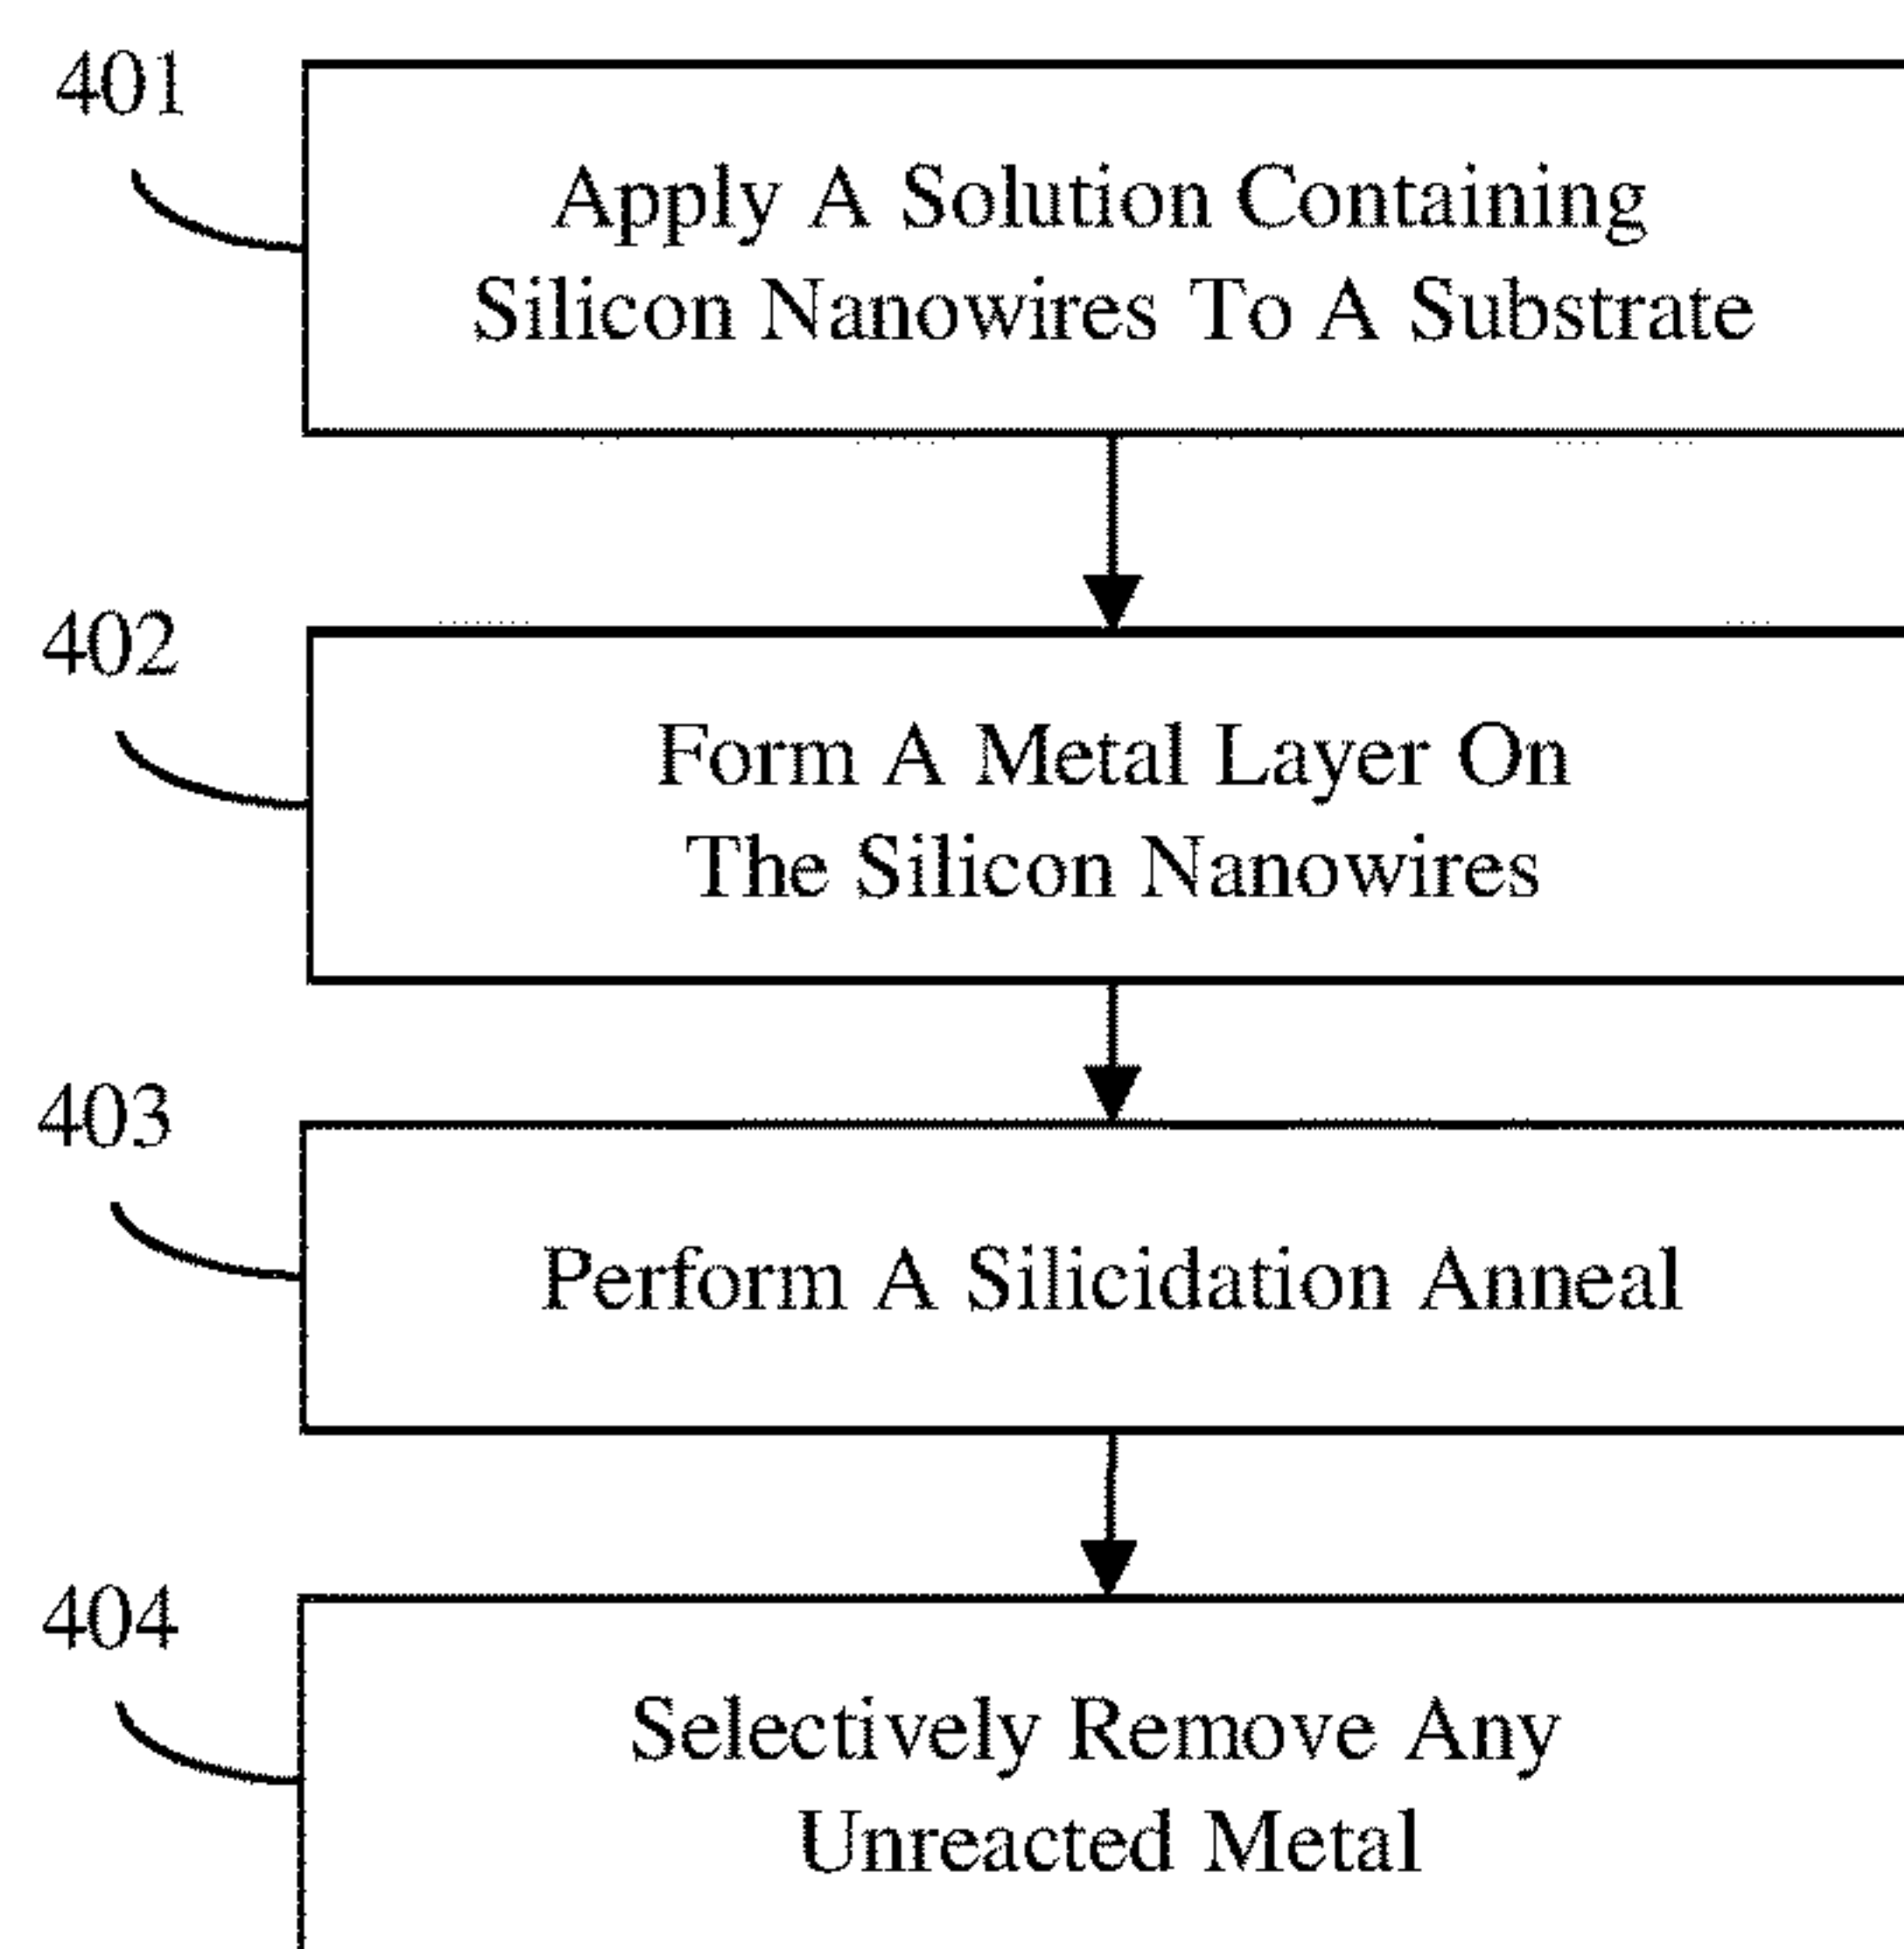 401
Apply A Solution Containing
Silicon Nanowires To A Substrate
402
Form A Metal Layer On
The Silicon Nanowires
403
Perform A Silicidation Anneal
404
Selectively Remove Any
Unreacted Metal